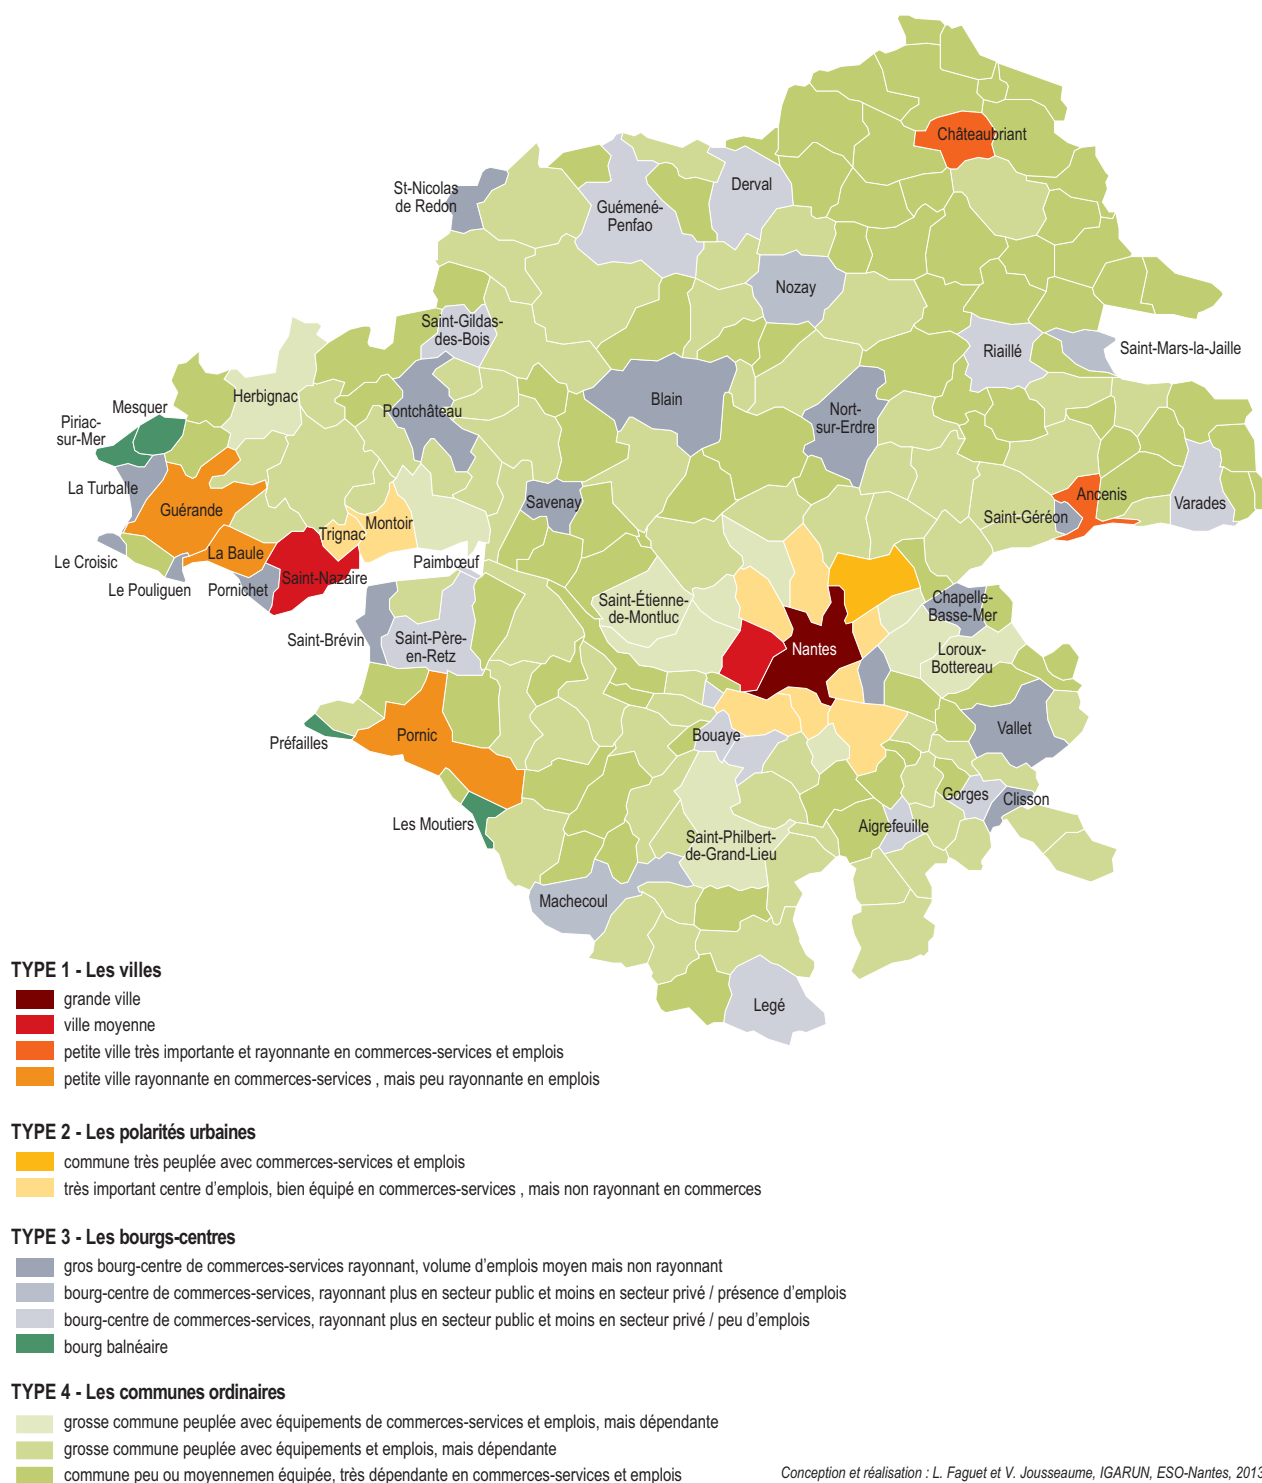 Châteaubriant
St-Nicolas
de Redon
Guémené-
Penfao
Derval
Nozay
Saint-Gildas-
des-Bois
Riaillé
Saint-Mars-la-Jaille
Herbignac
Mesquer
Piriac-
sur-Mer
Pontchâteau
Blain
Nort-
sur-Erdre
La Turballe
Guérande
Savenay
Ancenis
Varades
Saint-Géréon
Trignac
Montoir
La Baule
Le Croisic
Paimbœuf
Saint-Nazaire
Le Pouliguen
Pornichet
Saint-Étienne-
de-Montluc
Chapelle-
Basse-Mer
Saint-Brévin
Saint-Père-
en-Retz
Nantes
Loroux-
Bottereau
Préfailles
Pornic
Bouaye
Vallet
Gorges
Clisson
Les Moutiers
Aigrefeuille
Saint-Philbert-
de-Grand-Lieu
Machecoul
Legé
TYPE 1 - Les villes
grande ville
ville moyenne
petite ville très importante et rayonnante en commerces-services et emplois
petite ville rayonnante en commerces-services , mais peu rayonnante en emplois
TYPE 2 - Les polarités urbaines
commune très peuplée avec commerces-services et emplois
très important centre d'emplois, bien équipé en commerces-services , mais non rayonnant en commerces
TYPE 3 - Les bourgs-centres
gros bourg-centre de commerces-services rayonnant, volume d'emplois moyen mais non rayonnant
bourg-centre de commerces-services, rayonnant plus en secteur public et moins en secteur privé / présence d'emplois
bourg-centre de commerces-services, rayonnant plus en secteur public et moins en secteur privé / peu d'emplois
bourg balnéaire
TYPE 4 - Les communes ordinaires
grosse commune peuplée avec équipements de commerces-services et emplois, mais dépendante
grosse commune peuplée avec équipements et emplois, mais dépendante
commune peu ou moyennemen équipée, très dépendante en commerces-services et emplois
Conception et réalisation : L. Faguet et V. Jousseaume, IGARUN, ESO-Nantes, 2013